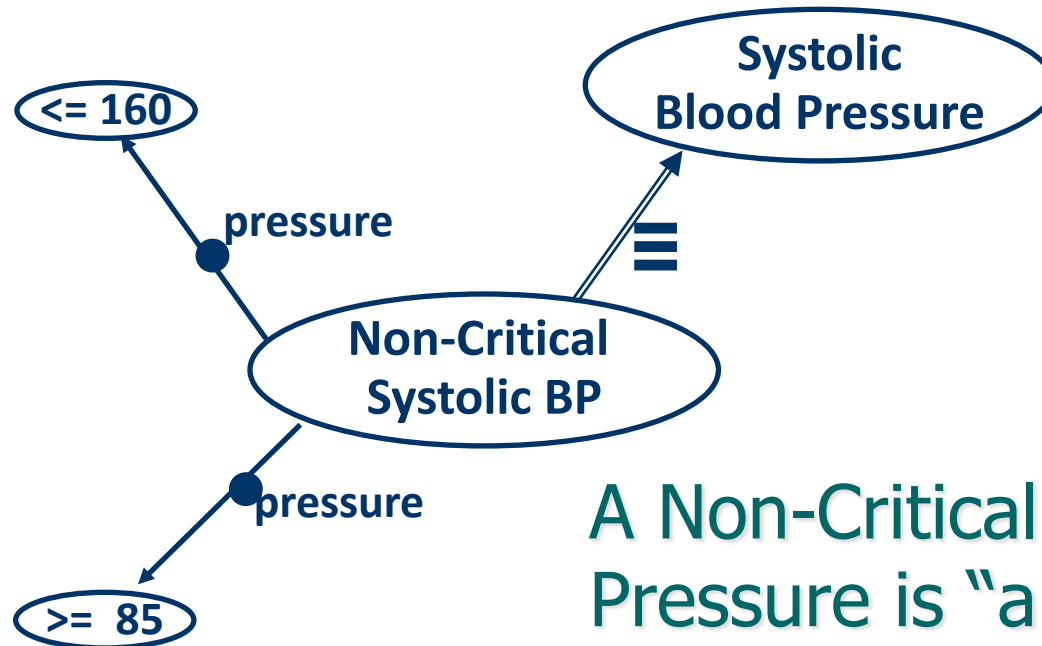 Systolic
Blood Pressure
<= 160
pressure
≡
Non-Critical
Systolic BP
pressure
>= 85
A Non-Critical
Pressure is “a